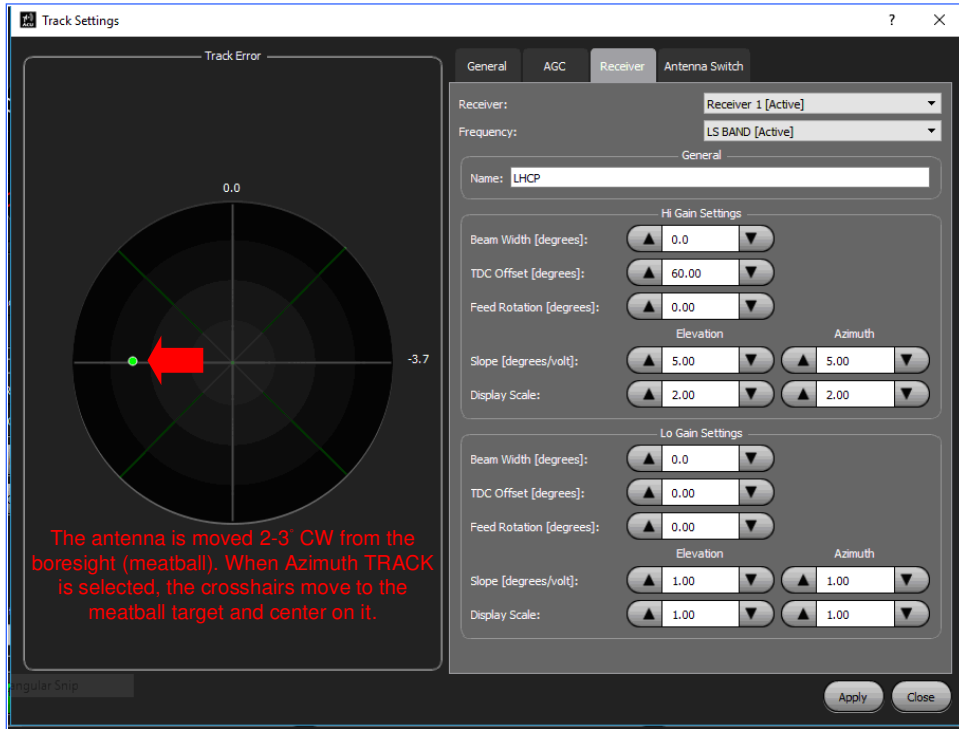 ACU Track Settings ? ×
Track Error
0.0
-3.7
The antenna is moved 2-3° CW from the
boresight (meatball). When Azimuth TRACK
is selected, the crosshairs move to the
meatball target and center on it.
General AGC Receiver Antenna Switch
Receiver: Receiver 1 [Active]
Frequency: LS BAND [Active]
General
Name: LHCP
Hi Gain Settings
Beam Width [degrees]: 0.0
TDC Offset [degrees]: 60.00
Feed Rotation [degrees]: 0.00
Elevation Azimuth
Slope [degrees/volt]: 5.00 5.00
Display Scale: 2.00 2.00
Lo Gain Settings
Beam Width [degrees]: 0.0
TDC Offset [degrees]: 0.00
Feed Rotation [degrees]: 0.00
Elevation Azimuth
Slope [degrees/volt]: 1.00 1.00
Display Scale: 1.00 1.00
angular Snip
Apply Close